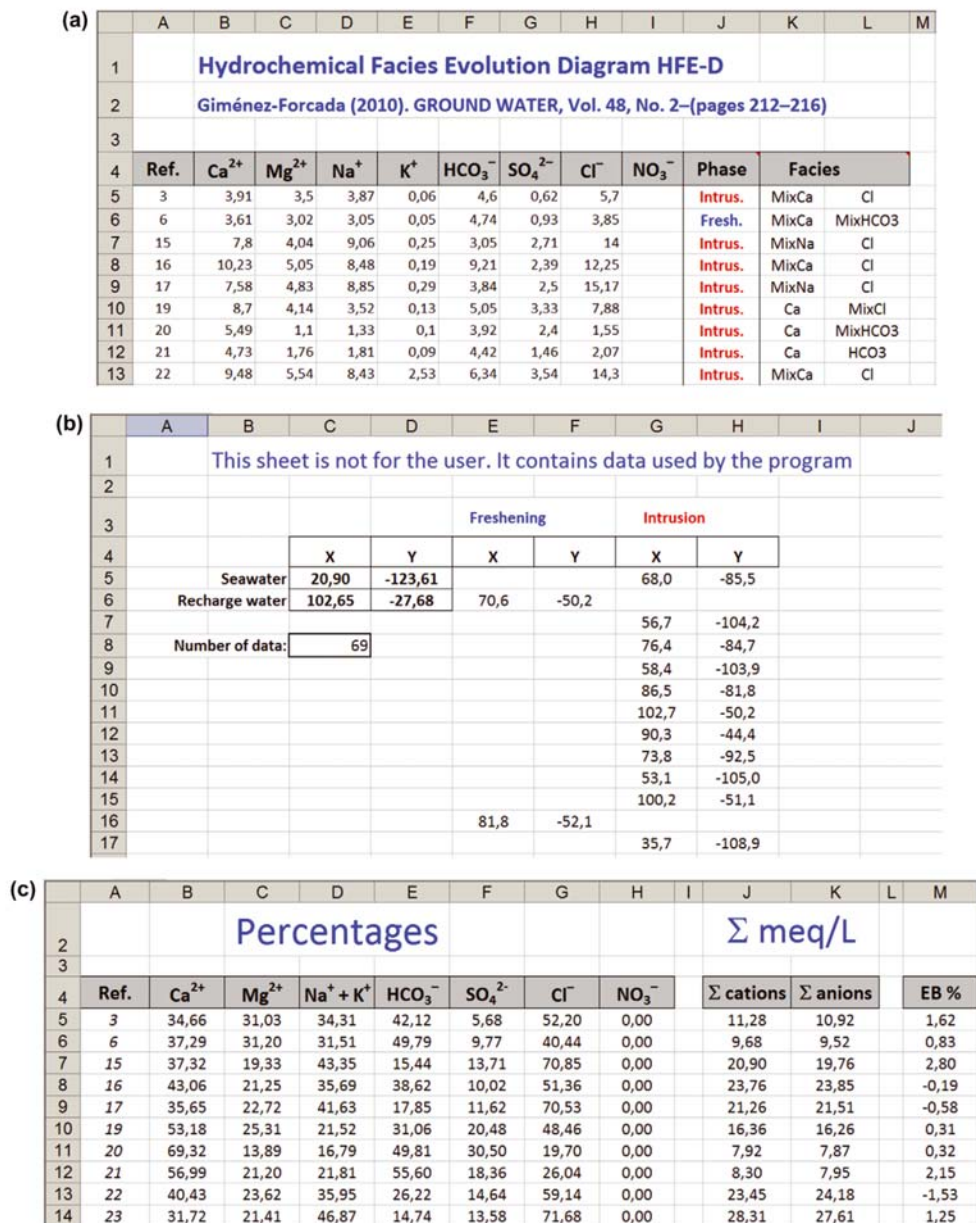 (a)
A B C D E F G H I J K L M
1 Hydrochemical Facies Evolution Diagram HFE-D
2 Giménez-Forcada (2010). GROUND WATER, Vol. 48, No. 2–(pages 212–216)
3
4 Ref. Ca²⁺ Mg²⁺ Na⁺ K⁺ HCO₃⁻ SO₄²⁻ Cl⁻ NO₃⁻ Phase Facies
5 3 3,91 3,5 3,87 0,06 4,6 0,62 5,7 Intrus. MixCa Cl
6 6 3,61 3,02 3,05 0,05 4,74 0,93 3,85 Fresh. MixCa MixHCO3
7 15 7,8 4,04 9,06 0,25 3,05 2,71 14 Intrus. MixNa Cl
8 16 10,23 5,05 8,48 0,19 9,21 2,39 12,25 Intrus. MixCa Cl
9 17 7,58 4,83 8,85 0,29 3,84 2,5 15,17 Intrus. MixNa Cl
10 19 8,7 4,14 3,52 0,13 5,05 3,33 7,88 Intrus. Ca MixCl
11 20 5,49 1,1 1,33 0,1 3,92 2,4 1,55 Intrus. Ca MixHCO3
12 21 4,73 1,76 1,81 0,09 4,42 1,46 2,07 Intrus. Ca HCO3
13 22 9,48 5,54 8,43 2,53 6,34 3,54 14,3 Intrus. MixCa Cl
(b)
A B C D E F G H I J
1 This sheet is not for the user. It contains data used by the program
2
3 Freshening Intrusion
4 X Y X Y X Y
5 Seawater 20,90 -123,61 68,0 -85,5
6 Recharge water 102,65 -27,68 70,6 -50,2
7 56,7 -104,2
8 Number of data: 69 76,4 -84,7
9 58,4 -103,9
10 86,5 -81,8
11 102,7 -50,2
12 90,3 -44,4
13 73,8 -92,5
14 53,1 -105,0
15 100,2 -51,1
16 81,8 -52,1
17 35,7 -108,9
(c)
A B C D E F G H I J K L M
2 Percentages Σ meq/L
3
4 Ref. Ca²⁺ Mg²⁺ Na⁺ + K⁺ HCO₃⁻ SO₄²⁻ Cl⁻ NO₃⁻ Σ cations Σ anions EB %
5 3 34,66 31,03 34,31 42,12 5,68 52,20 0,00 11,28 10,92 1,62
6 6 37,29 31,20 31,51 49,79 9,77 40,44 0,00 9,68 9,52 0,83
7 15 37,32 19,33 43,35 15,44 13,71 70,85 0,00 20,90 19,76 2,80
8 16 43,06 21,25 35,69 38,62 10,02 51,36 0,00 23,76 23,85 -0,19
9 17 35,65 22,72 41,63 17,85 11,62 70,53 0,00 21,26 21,51 -0,58
10 19 53,18 25,31 21,52 31,06 20,48 48,46 0,00 16,36 16,26 0,31
11 20 69,32 13,89 16,79 49,81 30,50 19,70 0,00 7,92 7,87 0,32
12 21 56,99 21,20 21,81 55,60 18,36 26,04 0,00 8,30 7,95 2,15
13 22 40,43 23,62 35,95 26,22 14,64 59,14 0,00 23,45 24,18 -1,53
14 23 31,72 21,41 46,87 14,74 13,58 71,68 0,00 28,31 27,61 1,25